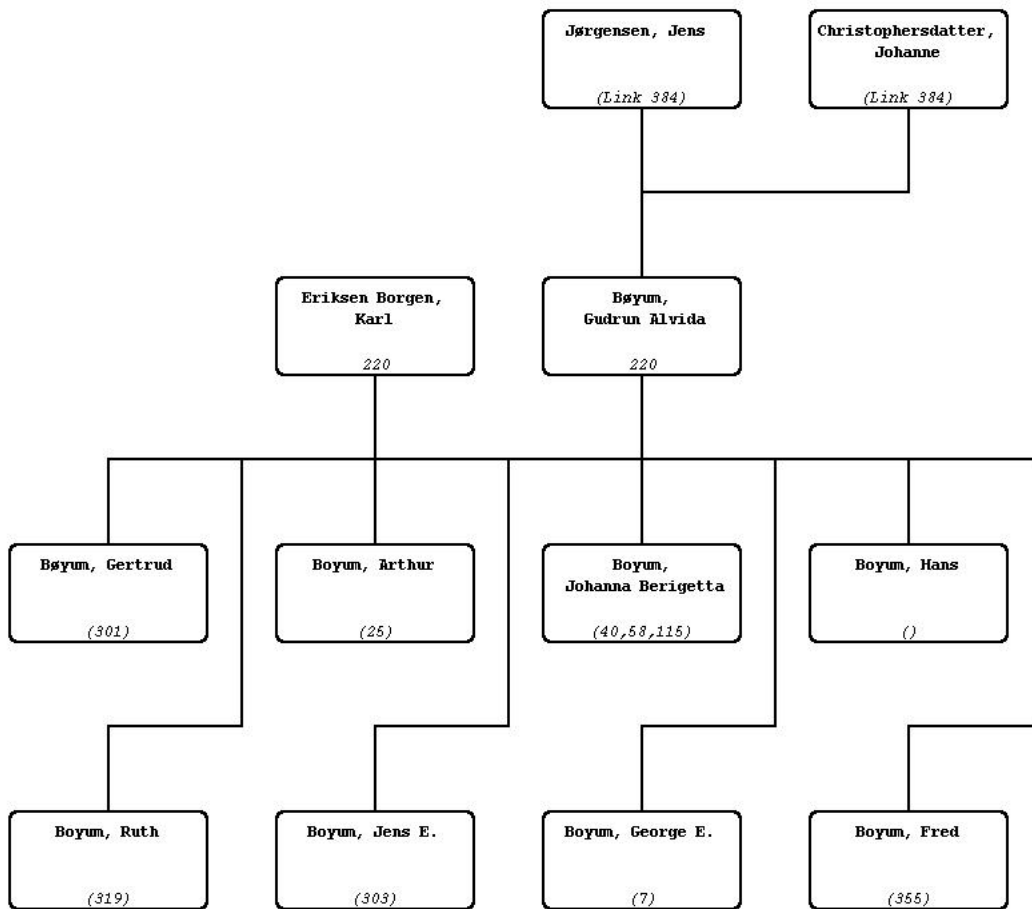 Jørgensen, Jens
(Link 384)
Christophersdatter,
Johanne
(Link 384)
Eriksen Borgen,
Karl
220
Bøyum,
Gudrun Alvida
220
Bøyum, Gertrud
(301)
Boyum, Arthur
(25)
Boyum,
Johanna Berigetta
(40,58,115)
Boyum, Hans
()
Boyum, Ruth
(319)
Boyum, Jens E.
(303)
Boyum, George E.
(7)
Boyum, Fred
(355)